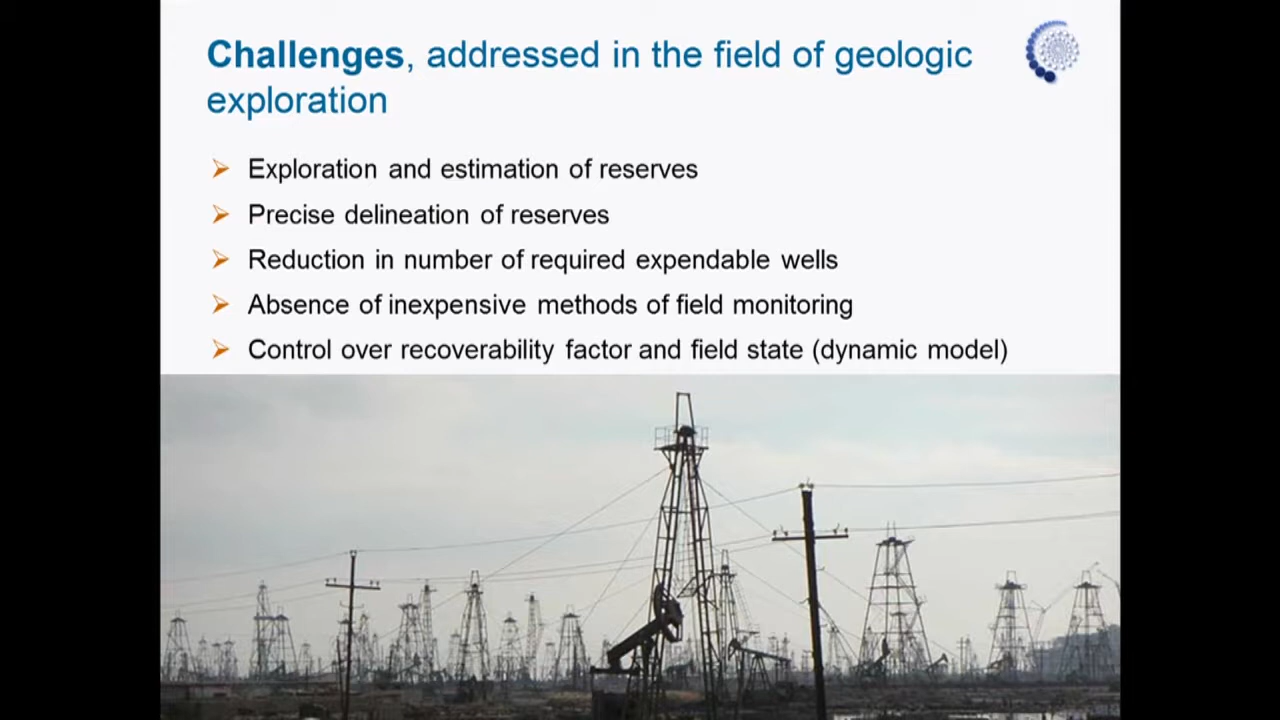 Challenges, addressed in the field of geologic
exploration
Exploration and estimation of reserves
Precise delineation of reserves
Reduction in number of required expendable wells
Absence of inexpensive methods of field monitoring
Control over recoverability factor and field state (dynamic model)